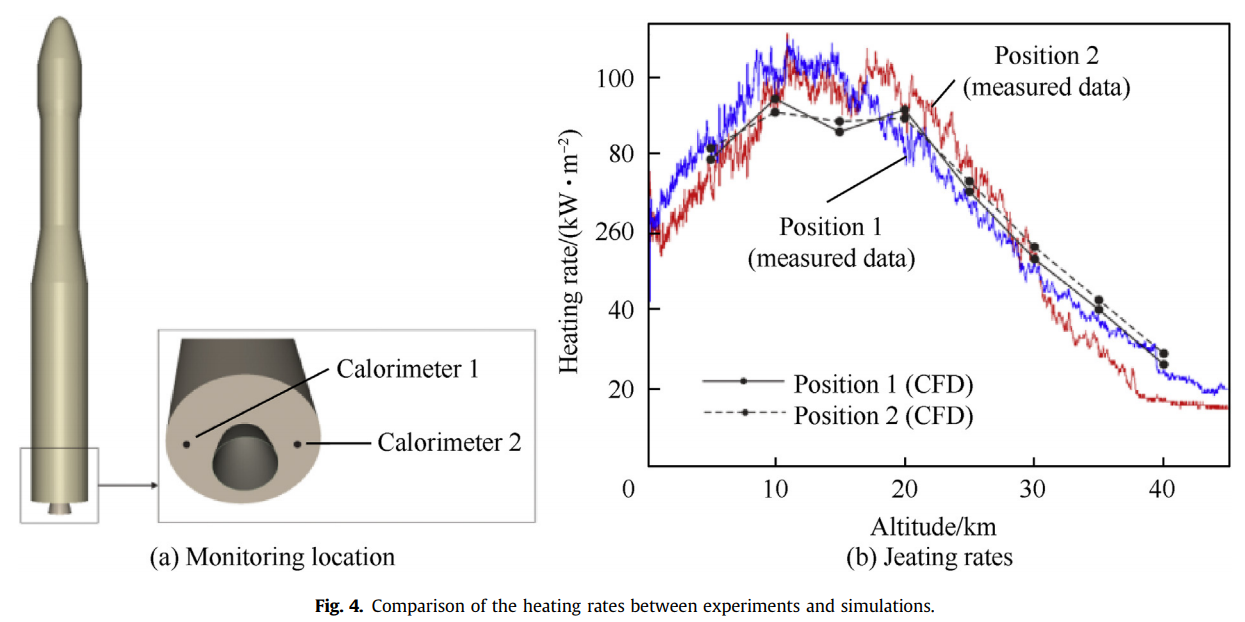 Calorimeter 1
Calorimeter 2
(a) Monitoring location
Heating rate/(kW · m⁻²)
100
80
260
40
20
0
10
20
30
40
Position 2
(measured data)
Position 1
(measured data)
Position 1 (CFD)
Position 2 (CFD)
Altitude/km
(b) Jeating rates
Fig. 4. Comparison of the heating rates between experiments and simulations.